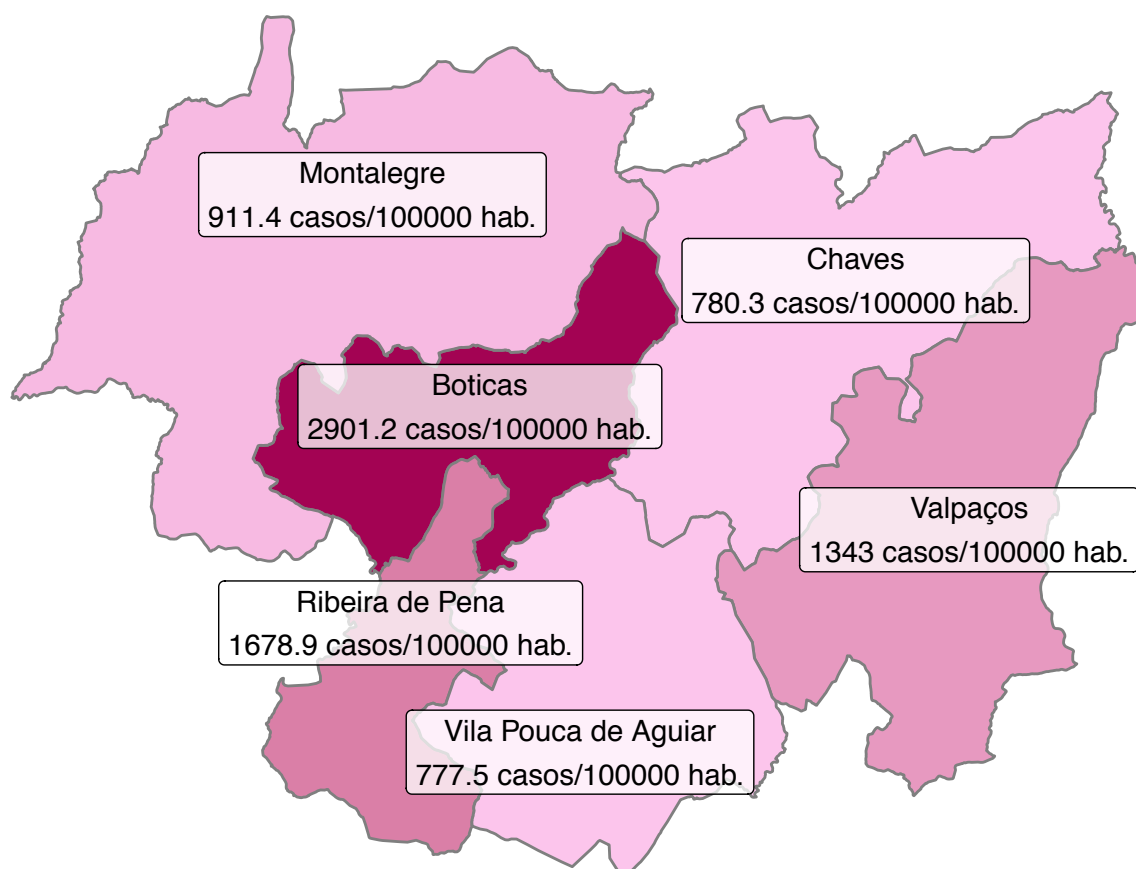 Montalegre
911.4 casos/100000 hab.
Chaves
780.3 casos/100000 hab.
Boticas
2901.2 casos/100000 hab.
Valpaços
1343 casos/100000 hab.
Ribeira de Pena
1678.9 casos/100000 hab.
Vila Pouca de Aguiar
777.5 casos/100000 hab.